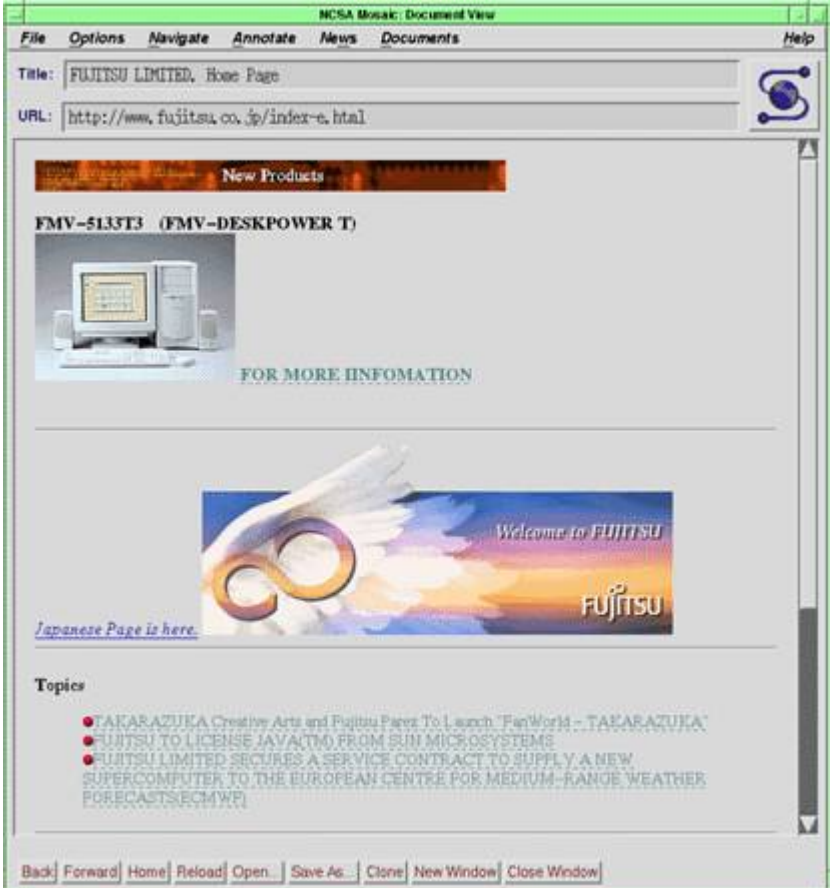 NCSA Mosaic: Document View
File Options Navigate Annotate News Documents Help
Title: FUJITSU LIMITED, Home Page
URL: http://www.fujitsu.co.jp/index-e.html
New Products
FMV-5133T3 (FMV-DESKPOWER T)
FOR MORE IINFOMATION
Welcome to FUJITSU
FUJITSU
Japanese Page is here.
Topics
TAKARAZUKA Creative Arts and Fujitsu Parex To Launch "FanWorld - TAKARAZUKA"
FUJITSU TO LICENSE JAVA(TM) FROM SUN MICROSYSTEMS
FUJITSU LIMITED SECURES A SERVICE CONTRACT TO SUPPLY A NEW
SUPERCOMPUTER TO THE EUROPEAN CENTRE FOR MEDIUM-RANGE WEATHER
FORECASTS(ECMWF)
Back Forward Home Reload Open... Save As... Clone New Window Close Window